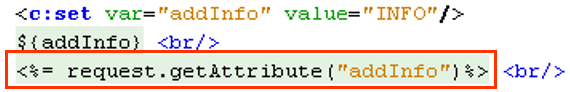 <c:set var="addInfo" value="INFO"/>
${addInfo} <br/>
<%= request.getAttribute("addInfo")%> <br/>